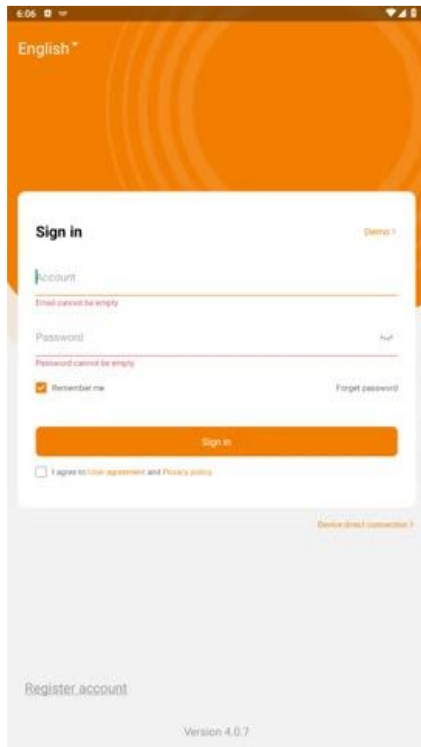 6:06
English
Sign in
Demo >
Account
Email cannot be empty
Password
Password cannot be empty
Remember me
Forget password
Sign in
I agree to User agreement and Privacy policy
Device direct connection >
Register account
Version 4.0.7